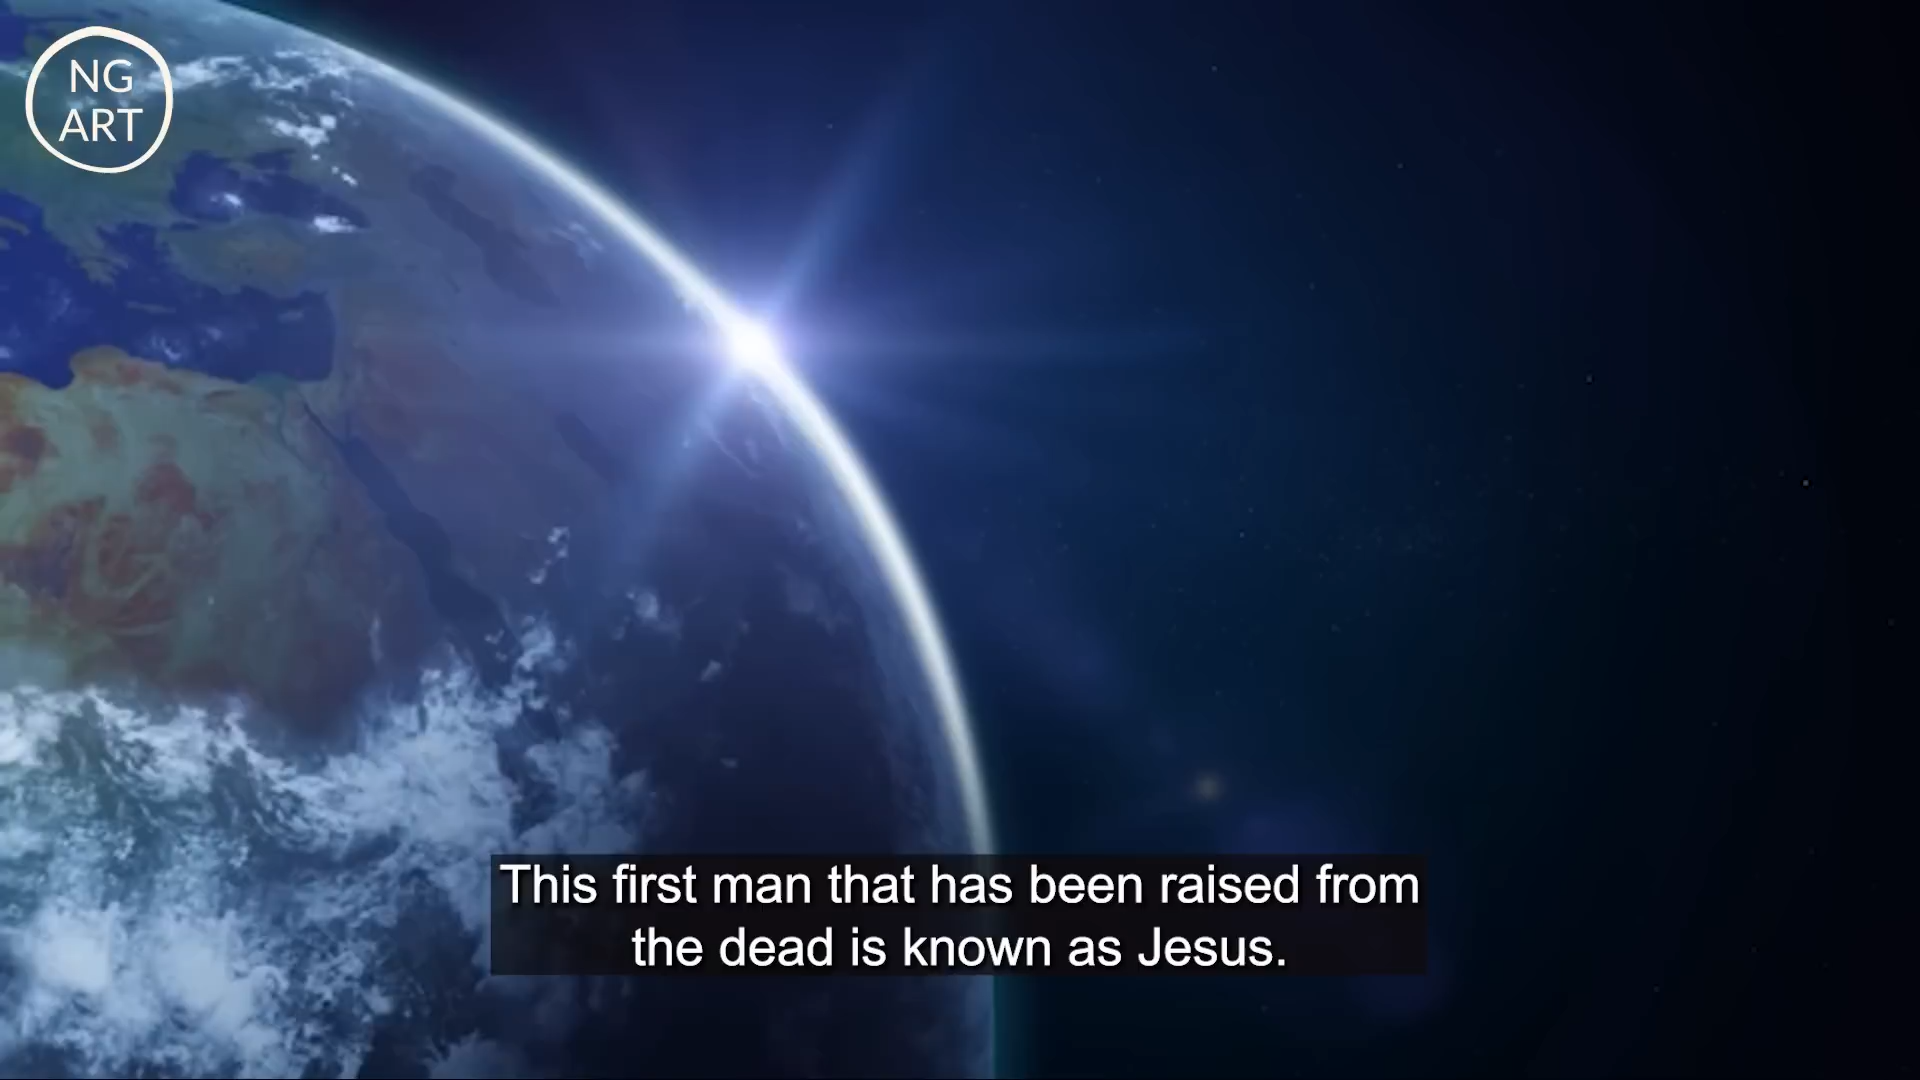 NG
ART
This first man that has been raised from
the dead is known as Jesus.